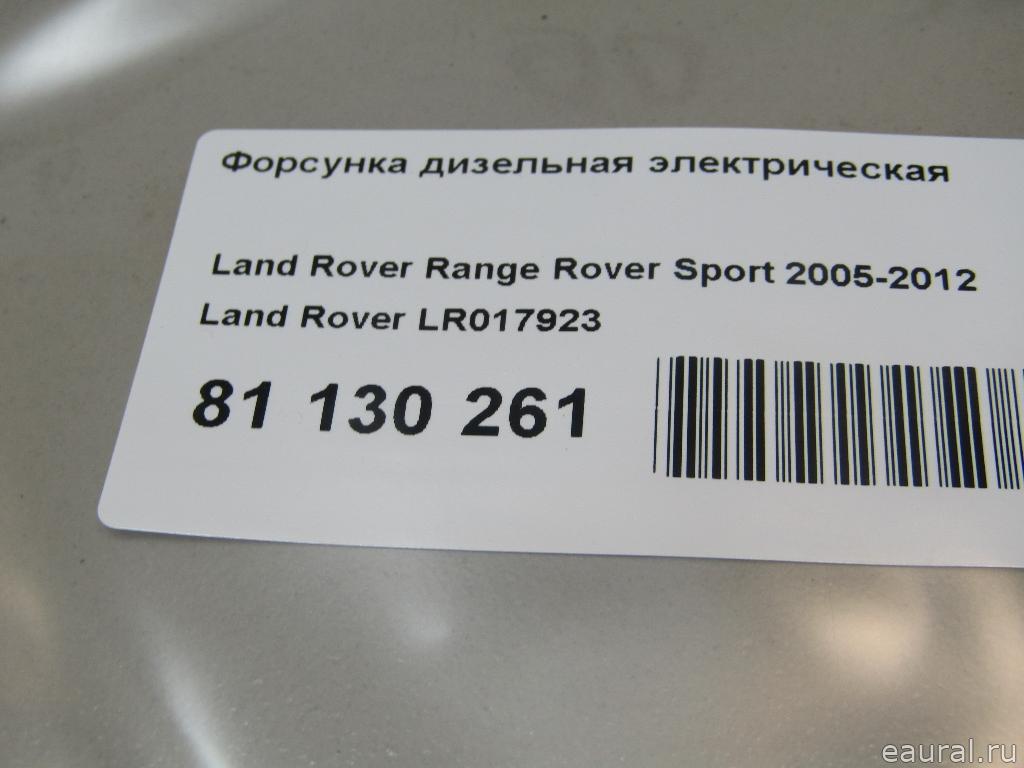 Форсунка дизельная электрическая
Land Rover Range Rover Sport 2005-2012
Land Rover LR017923
81 130 261
eaural.ru